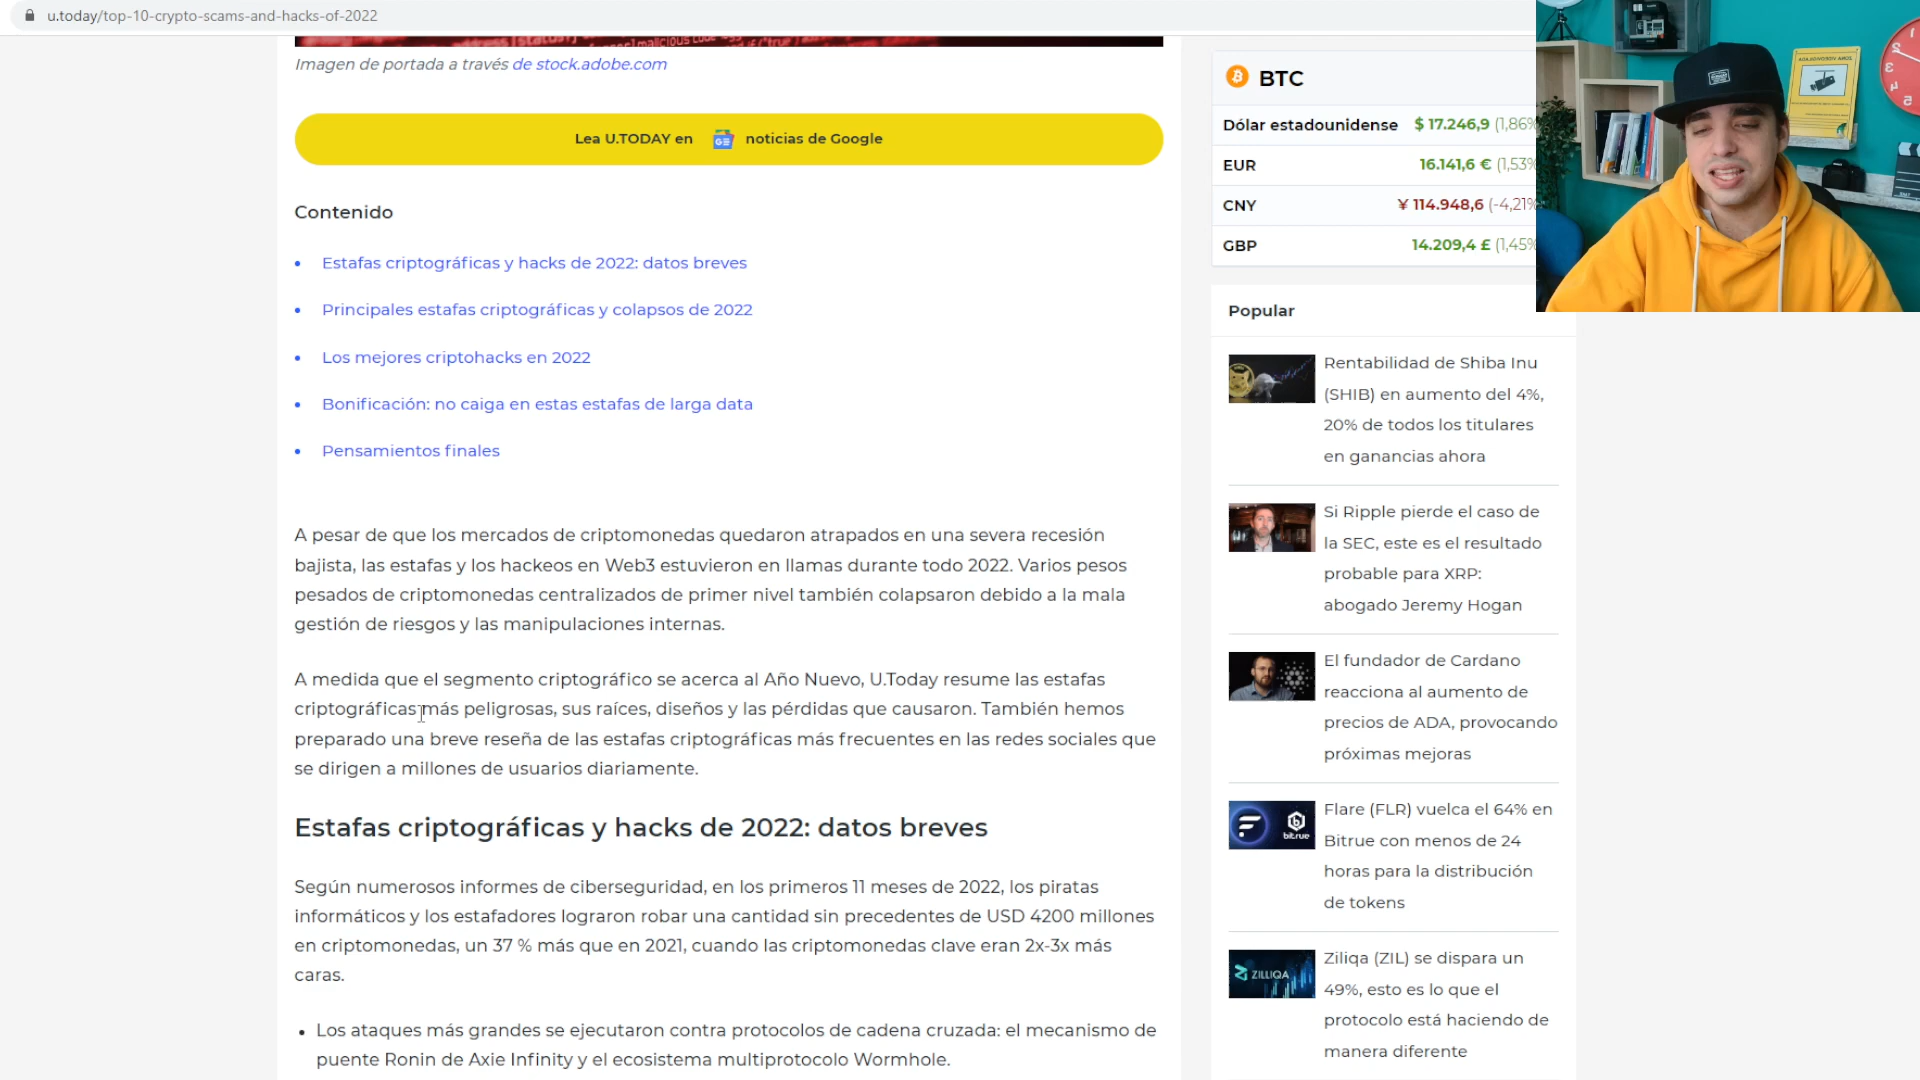 u.today/top-10-crypto-scams-and-hacks-of-2022
Imagen de portada a través de stock.adobe.com
Lea U.TODAY en GE noticias de Google
Contenido
• Estafas criptográficas y hacks de 2022: datos breves
• Principales estafas criptográficas y colapsos de 2022
• Los mejores criptohacks en 2022
• Bonificación: no caiga en estas estafas de larga data
• Pensamientos finales
A pesar de que los mercados de criptomonedas quedaron atrapados en una severa recesión
bajista, las estafas y los hackeos en Web3 estuvieron en llamas durante todo 2022. Varios pesos
pesados de criptomonedas centralizados de primer nivel también colapsaron debido a la mala
gestión de riesgos y las manipulaciones internas.
A medida que el segmento criptográfico se acerca al Año Nuevo, U.Today resume las estafas
criptográficas más peligrosas, sus raíces, diseños y las pérdidas que causaron. También hemos
preparado una breve reseña de las estafas criptográficas más frecuentes en las redes sociales que
se dirigen a millones de usuarios diariamente.
Estafas criptográficas y hacks de 2022: datos breves
Según numerosos informes de ciberseguridad, en los primeros 11 meses de 2022, los piratas
informáticos y los estafadores lograron robar una cantidad sin precedentes de USD 4200 millones
en criptomonedas, un 37 % más que en 2021, cuando las criptomonedas clave eran 2x-3x más
caras.
• Los ataques más grandes se ejecutaron contra protocolos de cadena cruzada: el mecanismo de
puente Ronin de Axie Infinity y el ecosistema multiprotocolo Wormhole.
BTC
Dólar estadounidense $ 17.246,9 (1,86%
EUR 16.141,6 € (1,53%
CNY ¥ 114.948,6 (-4,21%
GBP 14.209,4 £ (1,45%
Popular
Rentabilidad de Shiba Inu
(SHIB) en aumento del 4%,
20% de todos los titulares
en ganancias ahora
Si Ripple pierde el caso de
la SEC, este es el resultado
probable para XRP:
abogado Jeremy Hogan
El fundador de Cardano
reacciona al aumento de
precios de ADA, provocando
próximas mejoras
bitrue
Flare (FLR) vuelca el 64% en
Bitrue con menos de 24
horas para la distribución
de tokens
ZILLIQA
Ziliqa (ZIL) se dispara un
49%, esto es lo que el
protocolo está haciendo de
manera diferente